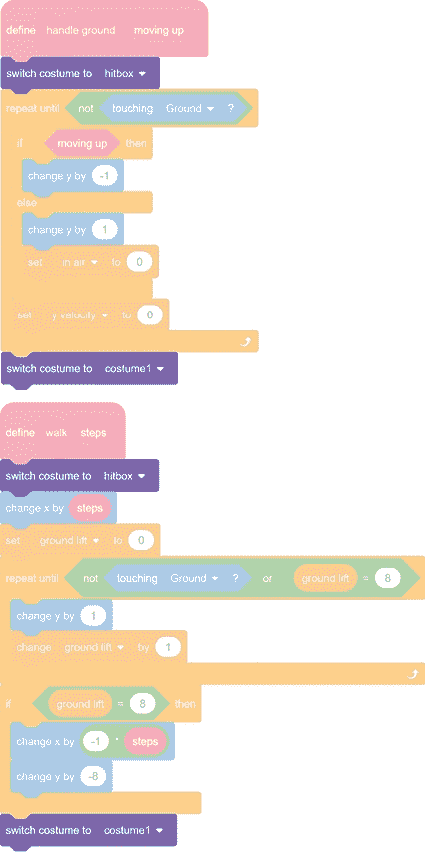 define handle ground moving up
switch costume to hitbox
repeat until not touching Ground ?
if moving up then
change y by -1
else
change y by 1
set in air to 0
set y velocity to 0
switch costume to costume1
define walk steps
switch costume to hitbox
change x by steps
set ground lift to 0
repeat until not touching Ground ? or ground lift = 8
change y by 1
change ground lift by 1
if ground lift = 8 then
change x by -1 * steps
change y by -8
switch costume to costume1